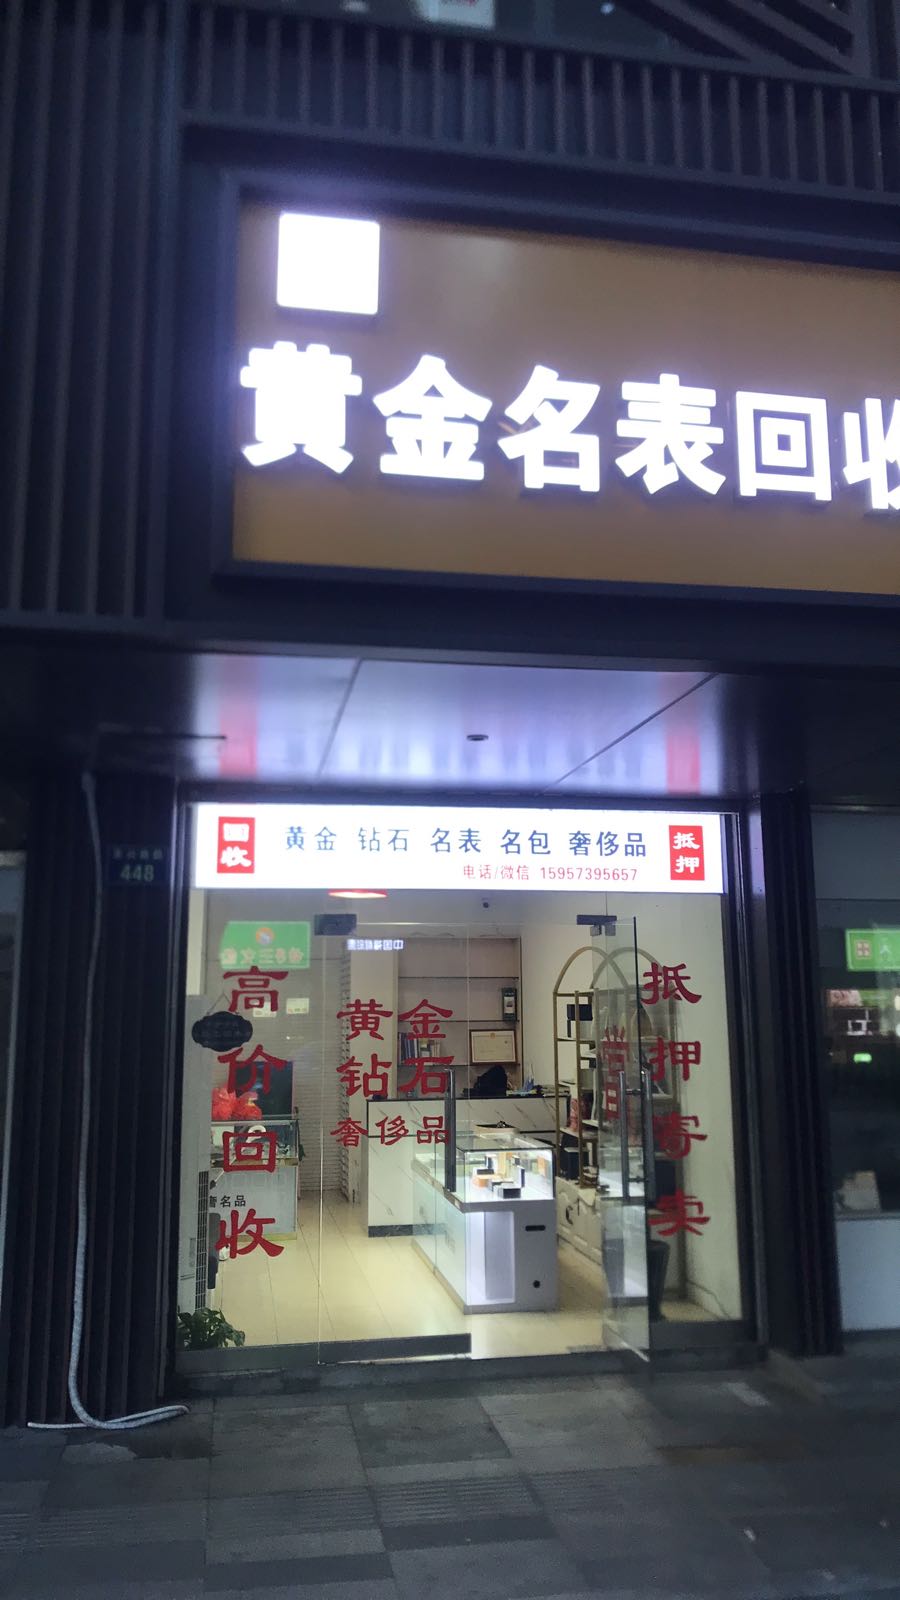 黄金名表回收
回收
黄金 钻石 名表 名包 奢侈品
电话/微信 15957395657
抵押
448
高价回收
黄金
钻石
奢侈品
抵押寄卖
名品